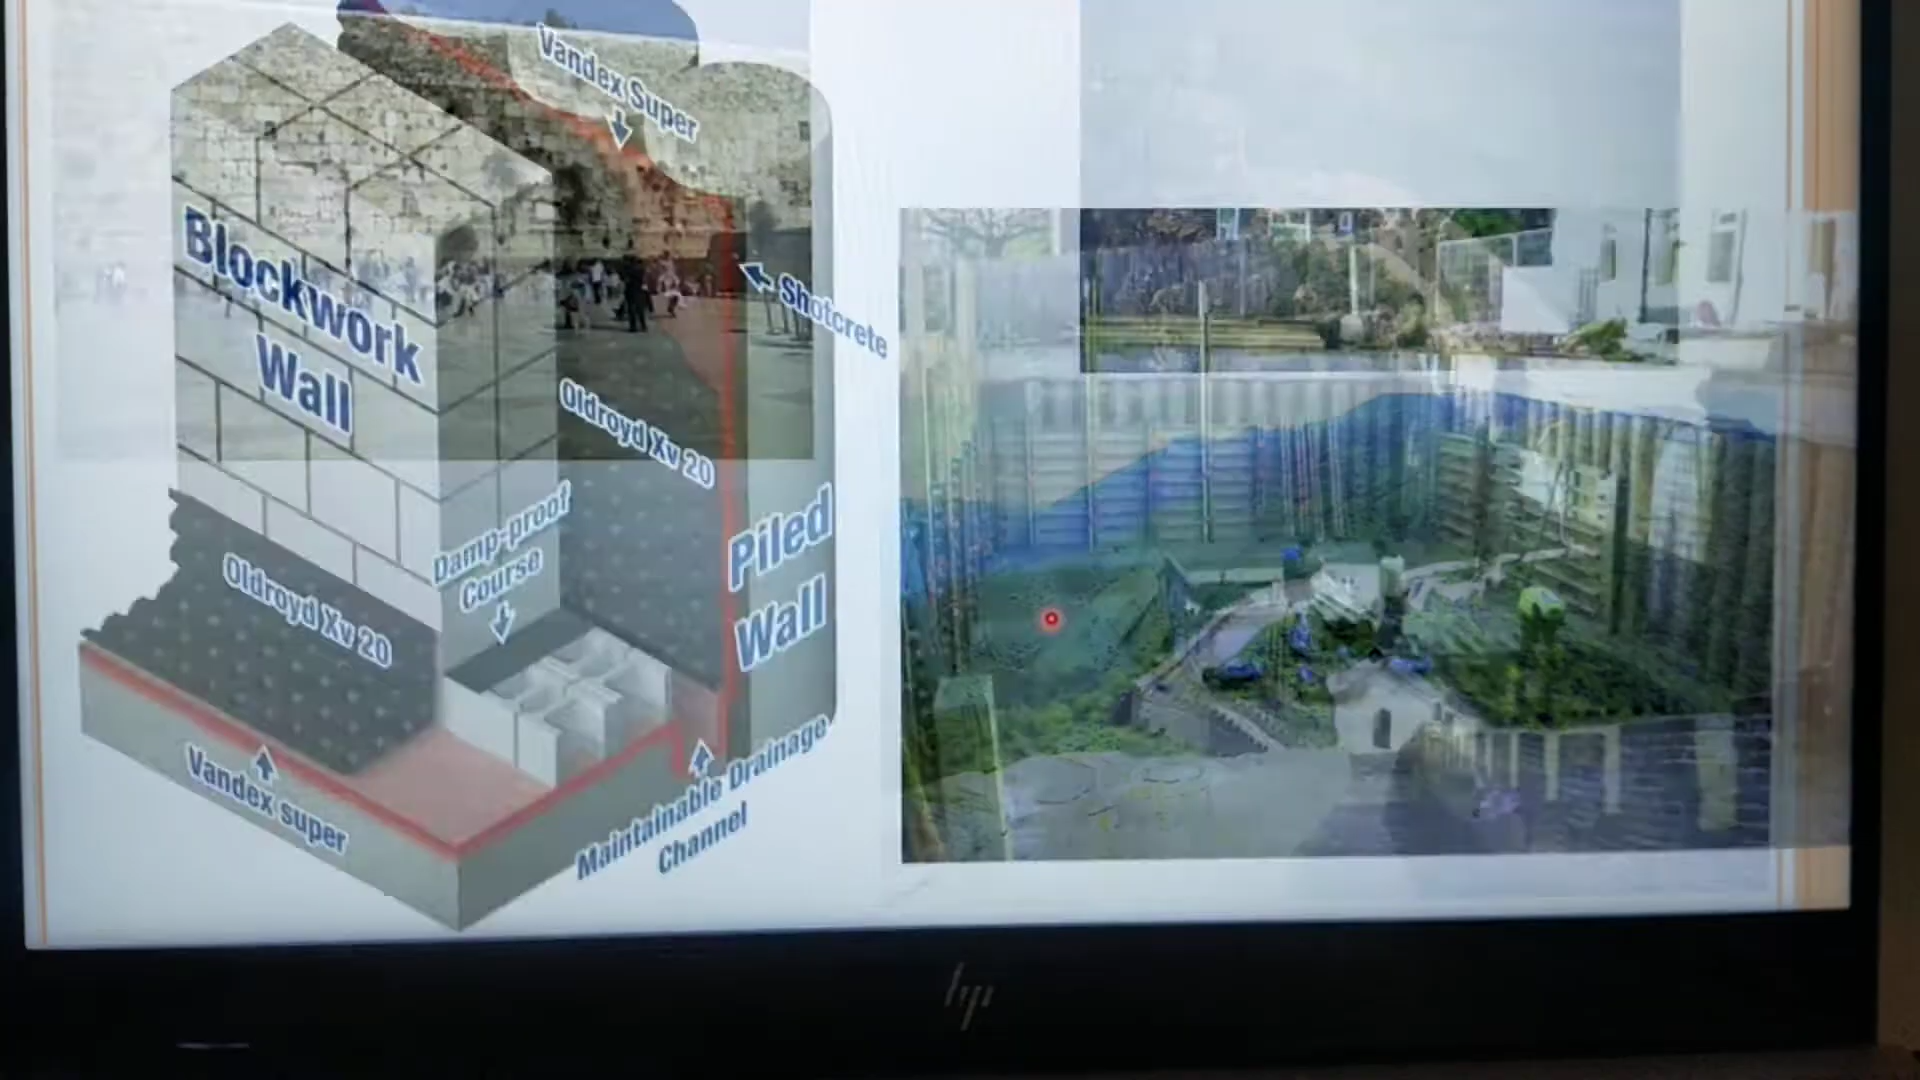 Vandex Super
Shotcrete
Blockwork
Wall
Oldroyd Xv 20
Damp-proof
Course
Piled
Wall
Oldroyd Xv 20
Vandex super
Maintainable Drainage
Channel
hp